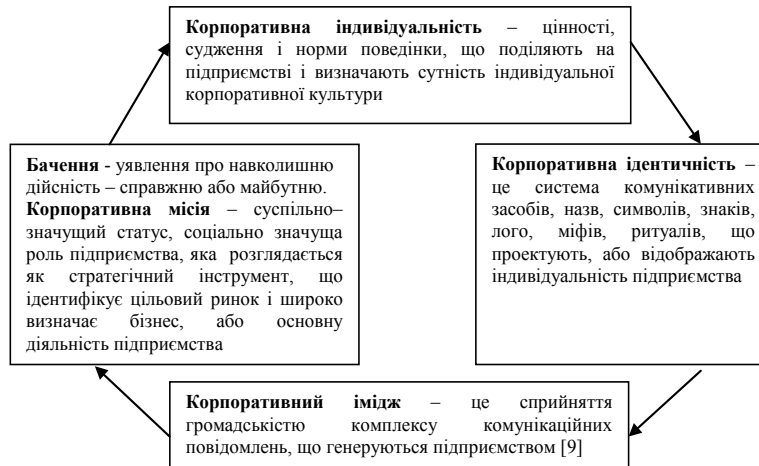 Корпоративна індивідуальність – цінності,
судження і норми поведінки, що поділяють на
підприємстві і визначають сутність індивідуальної
корпоративної культури
Бачення - уявлення про навколишню
дійсність – справжню або майбутню.
Корпоративна місія – суспільно–
значущий статус, соціально значуща
роль підприємства, яка розглядається
як стратегічний інструмент, що
ідентифікує цільовий ринок і широко
визначає бізнес, або основну
діяльність підприємства
Корпоративна ідентичність –
це система комунікативних
засобів, назв, символів, знаків,
лого, міфів, ритуалів, що
проектують, або відображають
індивідуальність підприємства
Корпоративний імідж – це сприйняття
громадськістю комплексу комунікаційних
повідомлень, що генеруються підприємством [9]